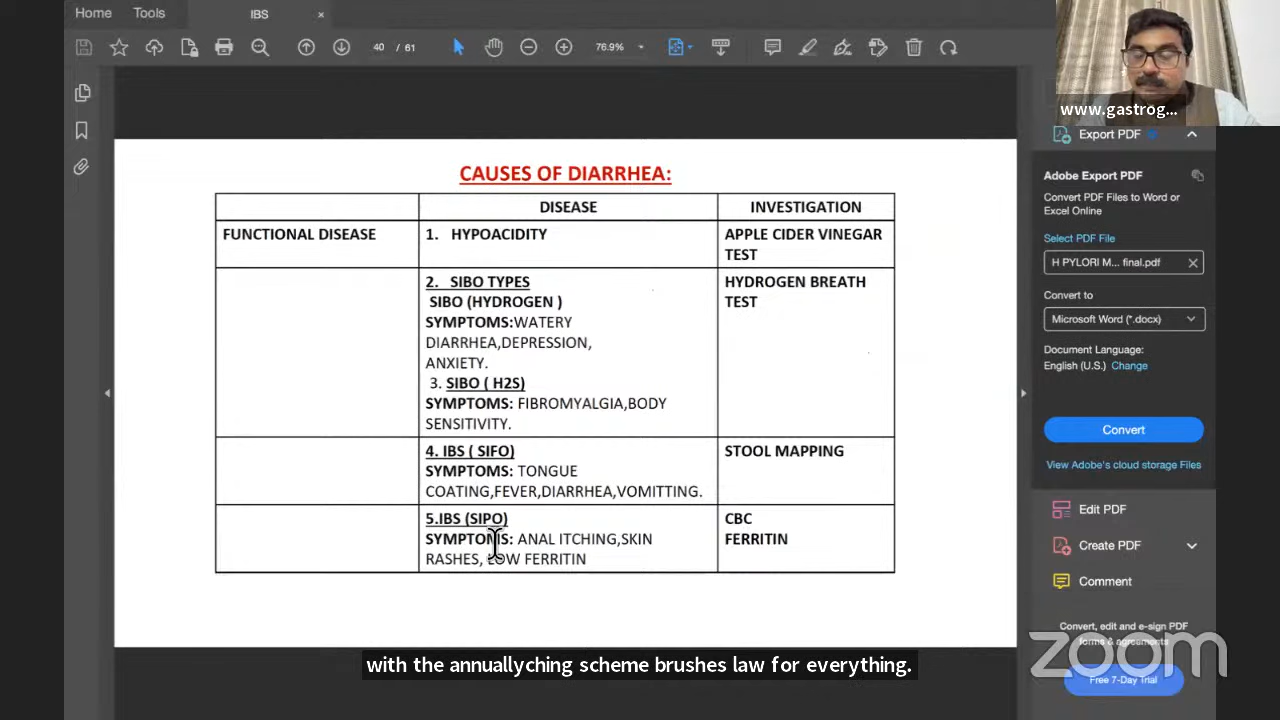 Home Tools IBS ×
40 / 61 76.9%
www.gastrog...
Export PDF
Adobe Export PDF
Convert PDF Files to Word or
Excel Online
Select PDF File
H PYLORI M... final.pdf
Convert to
Microsoft Word (*.docx)
Document Language:
English (U.S.) Change
Convert
View Adobe's cloud storage Files
Edit PDF
Create PDF
Comment
Convert, edit and e-sign PDF
forms & agreements
Free 7-Day Trial
zoom
CAUSES OF DIARRHEA:
DISEASE INVESTIGATION
FUNCTIONAL DISEASE 1. HYPOACIDITY APPLE CIDER VINEGAR
TEST
2. SIBO TYPES HYDROGEN BREATH
SIBO (HYDROGEN ) TEST
SYMPTOMS:WATERY
DIARRHEA,DEPRESSION,
ANXIETY.
3. SIBO ( H2S)
SYMPTOMS: FIBROMYALGIA,BODY
SENSITIVITY.
4. IBS ( SIFO) STOOL MAPPING
SYMPTOMS: TONGUE
COATING,FEVER,DIARRHEA,VOMITTING.
5.IBS (SIPO) CBC
SYMPTOMS: ANAL ITCHING,SKIN FERRITIN
RASHES, LOW FERRITIN
with the annuallyching scheme brushes law for everything.